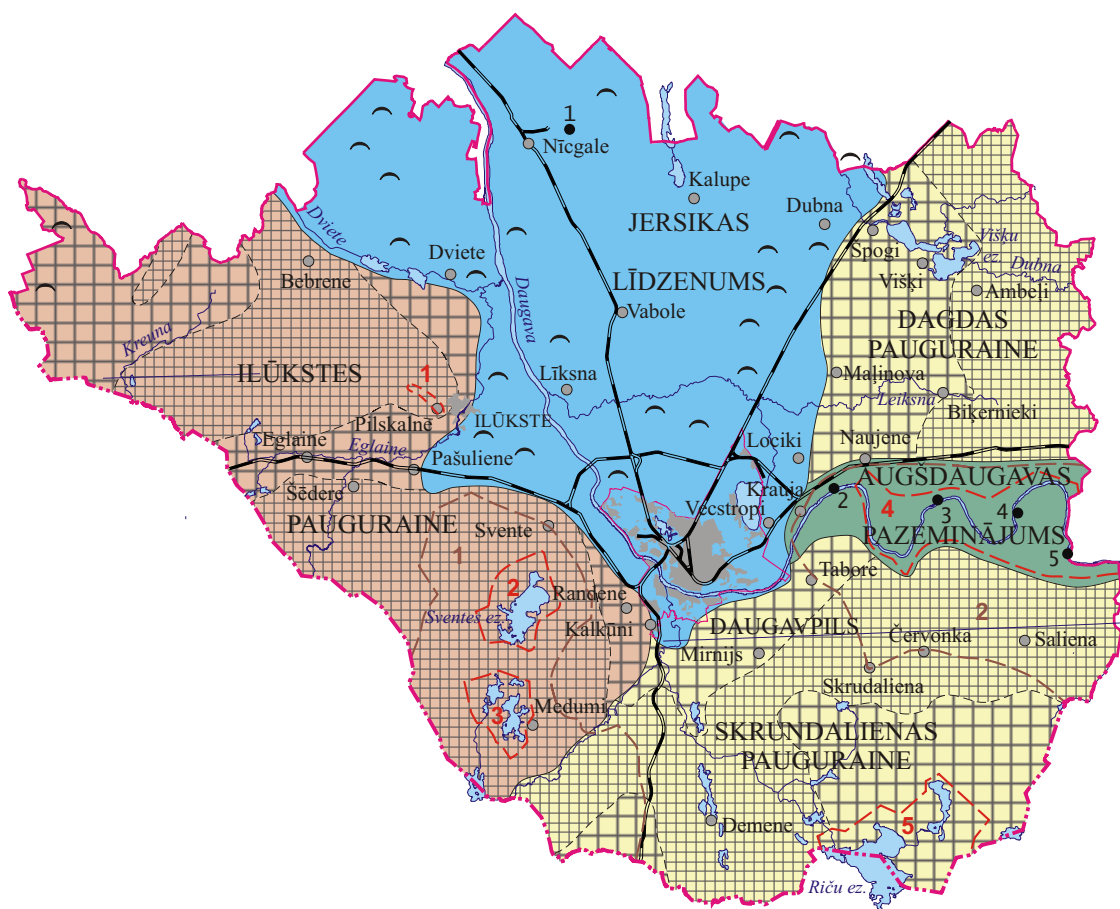 1
Nīcgale
Kalupe
JERSIKAS
Dubna
Dviete
Spogi
Višku
ez.
Dubna
Dviete
Višķi
Bebrene
Daugava
LĪDZENUMS
Ambeļi
Vabole
DAGDAS
PAUGURAINE
Kreuna
ILŪKSTES
1
Līksna
Maļinova
Leiksna
Biķernieki
Pilskalne
ILŪKSTE
Eglaine
Eglaine
Pašuliene
Lociki
Naujene
Sēdere
Krauja
AUGŠDAUGAVAS
2
4
3
4
PAUGURAINE
Svente
Vecstropi
PAZEMINĀJUMS
5
1
2
Tabore
Sventes ez.
Randene
Kalkūni
DAUGAVPILS
2
Mirnijs
Červonka
Saliena
Skrudaliena
3
Medumi
SKRUNDALIENAS
PAUGURAINE
Demene
5
Riču ez.